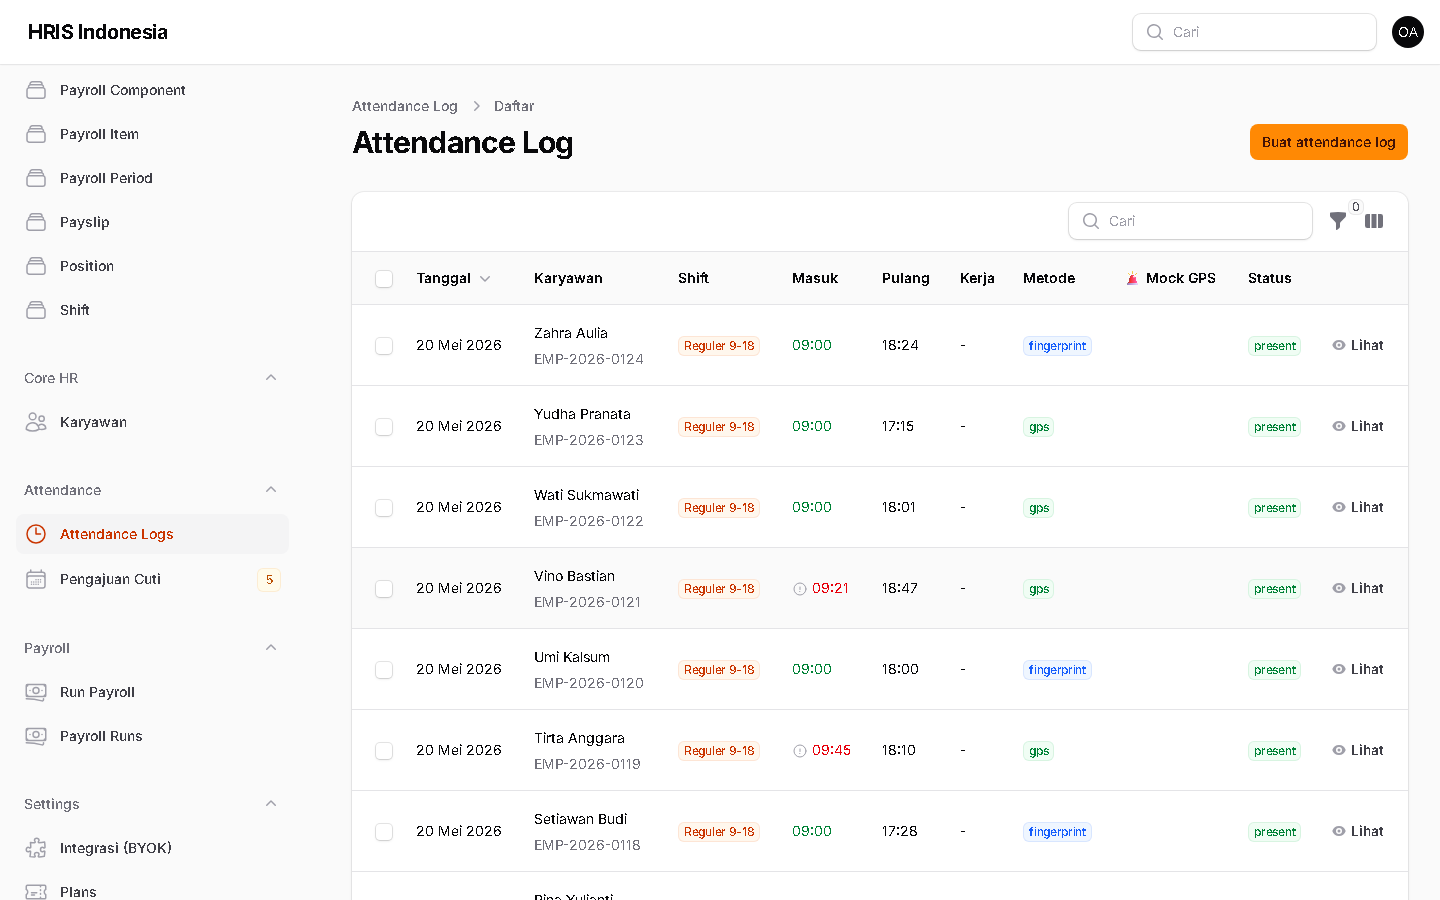 HRIS Indonesia
Cari
OA
Payroll Component
Payroll Item
Payroll Period
Payslip
Position
Shift
Core HR
Karyawan
Attendance
Attendance Logs
Pengajuan Cuti 5
Payroll
Run Payroll
Payroll Runs
Settings
Integrasi (BYOK)
Plans
Attendance Log > Daftar
Attendance Log
Buat attendance log
Cari
0
Tanggal Karyawan Shift Masuk Pulang Kerja Metode 🚨 Mock GPS Status
20 Mei 2026 Zahra Aulia Reguler 9-18 09:00 18:24 - fingerprint present Lihat
EMP-2026-0124
20 Mei 2026 Yudha Pranata Reguler 9-18 09:00 17:15 - gps present Lihat
EMP-2026-0123
20 Mei 2026 Wati Sukmawati Reguler 9-18 09:00 18:01 - gps present Lihat
EMP-2026-0122
20 Mei 2026 Vino Bastian Reguler 9-18 09:21 18:47 - gps present Lihat
EMP-2026-0121
20 Mei 2026 Umi Kalsum Reguler 9-18 09:00 18:00 - fingerprint present Lihat
EMP-2026-0120
20 Mei 2026 Tirta Anggara Reguler 9-18 09:45 18:10 - gps present Lihat
EMP-2026-0119
20 Mei 2026 Setiawan Budi Reguler 9-18 09:00 17:28 - fingerprint present Lihat
EMP-2026-0118